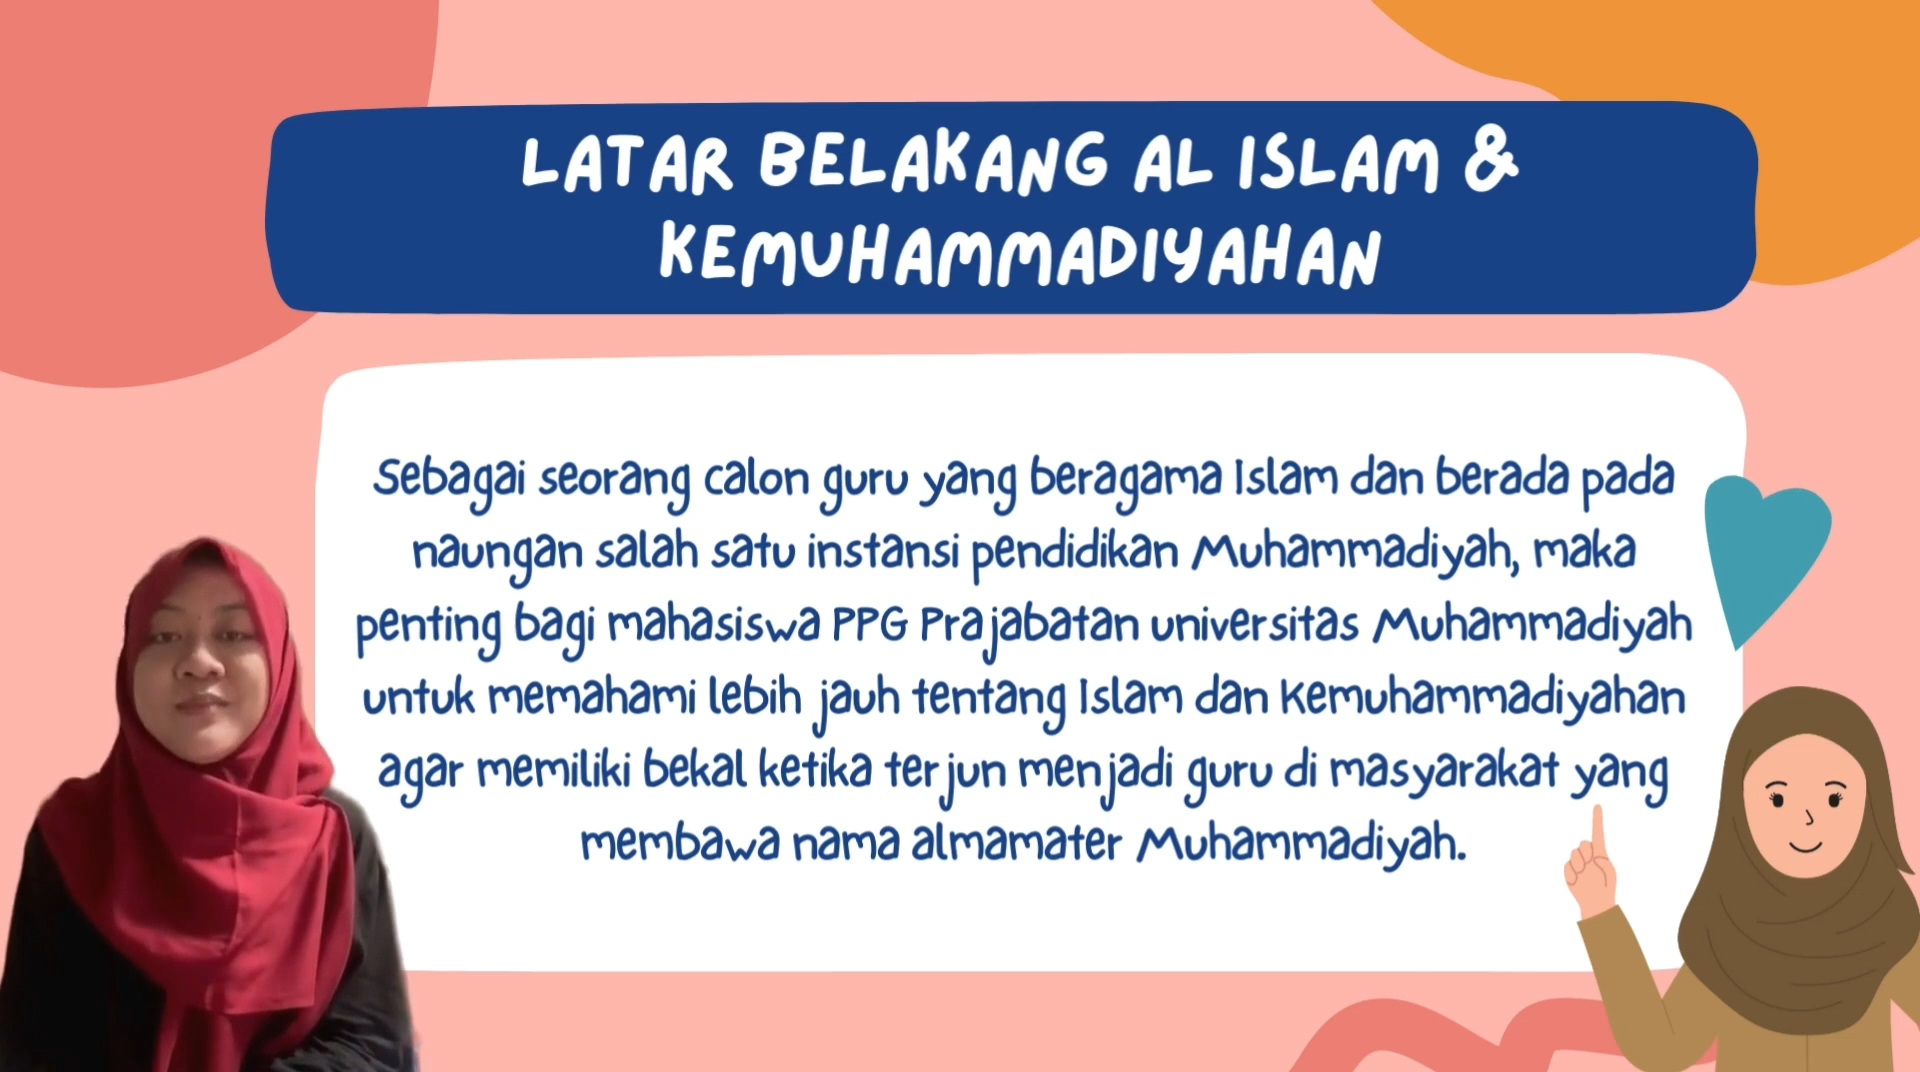 LATAR BELAKANG AL ISLAM &
KEMUHAMMADIYAHAN
Sebagai seorang calon guru yang beragama Islam dan berada pada
naungan salah satu instansi pendidikan Muhammadiyah, maka
penting bagi mahasiswa PPG Prajabatan universitas Muhammadiyah
untuk memahami lebih jauh tentang Islam dan Kemuhammadiyahan
agar memiliki bekal ketika terjun menjadi guru di masyarakat yang
membawa nama almamater Muhammadiyah.